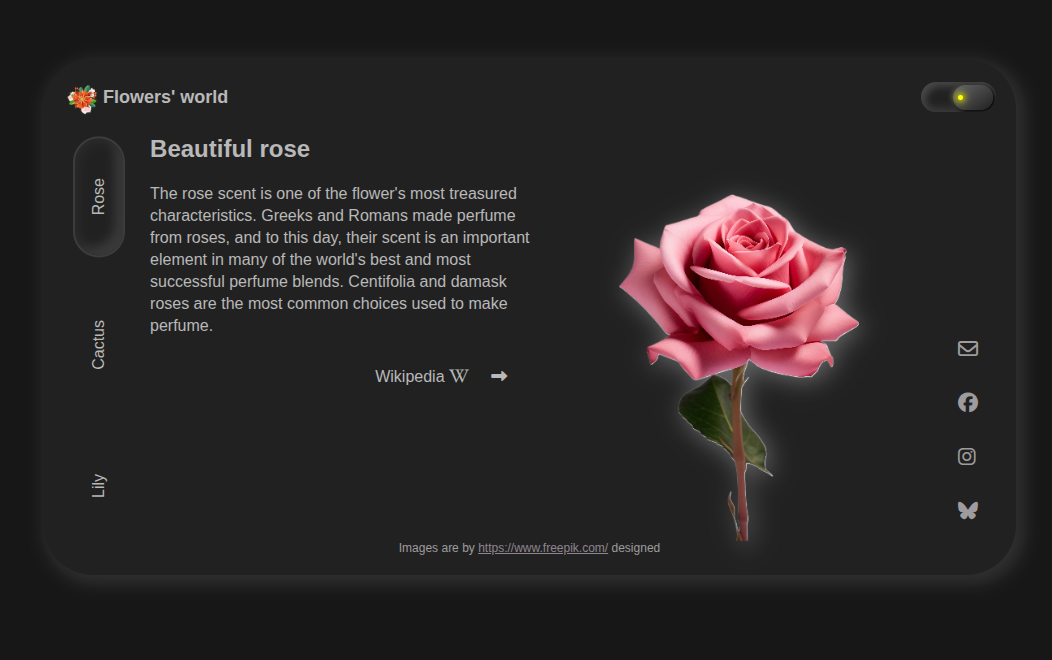 Flowers' world
Rose
Cactus
Lily
Beautiful rose
The rose scent is one of the flower's most treasured
characteristics. Greeks and Romans made perfume
from roses, and to this day, their scent is an important
element in many of the world's best and most
successful perfume blends. Centifolia and damask
roses are the most common choices used to make
perfume.
Wikipedia W
Images are by https://www.freepik.com/ designed